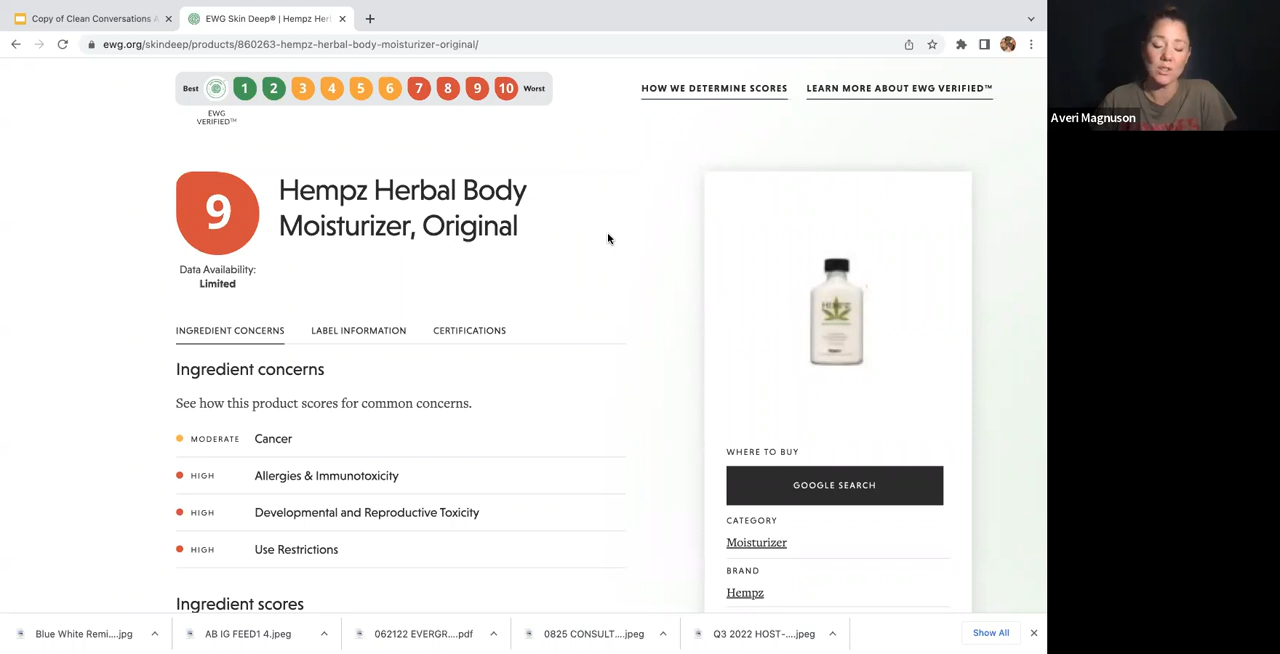 Copy of Clean Conversations A
EWG Skin Deep® | Hempz Her
ewg.org/skindeep/products/860263-hempz-herbal-body-moisturizer-original/
Best 1 2 3 4 5 6 7 8 9 10 Worst
EWG
VERIFIED™
HOW WE DETERMINE SCORES
LEARN MORE ABOUT EWG VERIFIED™
Averi Magnuson
9
Hempz Herbal Body
Moisturizer, Original
Data Availability:
Limited
INGREDIENT CONCERNS
LABEL INFORMATION
CERTIFICATIONS
Ingredient concerns
See how this product scores for common concerns.
MODERATE Cancer
HIGH Allergies & Immunotoxicity
HIGH Developmental and Reproductive Toxicity
HIGH Use Restrictions
Ingredient scores
HEMPZ
WHERE TO BUY
GOOGLE SEARCH
CATEGORY
Moisturizer
BRAND
Hempz
Blue White Remi....jpg
AB IG FEED1 4.jpeg
062122 EVERGR....pdf
0825 CONSULT....jpeg
Q3 2022 HOST-....jpeg
Show All